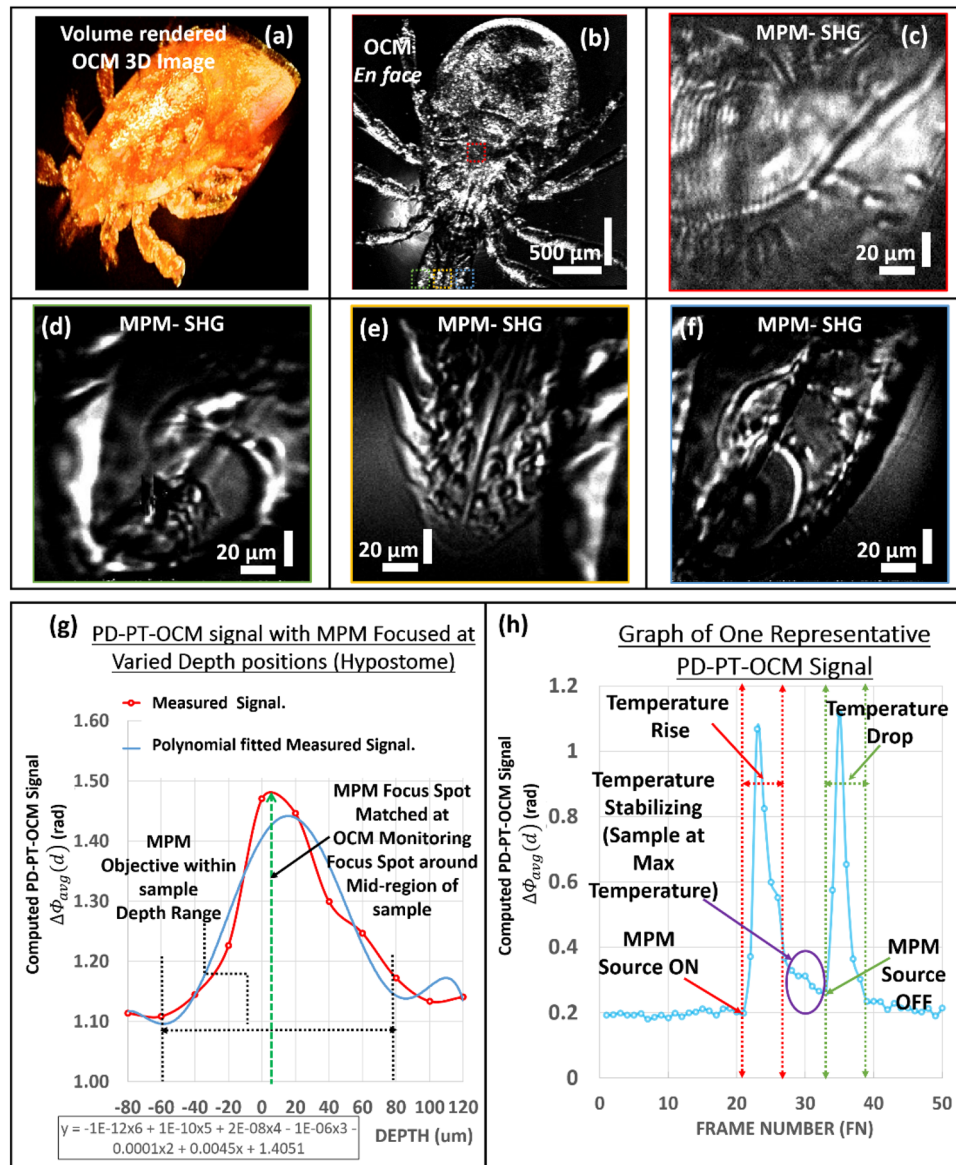 Volume rendered
OCM 3D Image
(a)
OCM
En face
(b)
500 µm
MPM- SHG
(c)
20 µm
(d)
MPM- SHG
20 µm
(e)
MPM- SHG
20 µm
(f)
MPM- SHG
20 µm
(g)
PD-PT-OCM signal with MPM Focused at
Varied Depth positions (Hypostome)
Measured Signal.
Polynomial fitted Measured Signal.
MPM Focus Spot
Matched at
OCM Monitoring
Focus Spot around
Mid-region of
sample
MPM
Objective within
sample
Depth Range
Computed PD-PT-OCM Signal
ΔΦavg(d) (rad)
1.60
1.50
1.40
1.30
1.20
1.10
1.00
-80 -60 -40 -20 0 20 40 60 80 100 120
DEPTH (um)
y = -1E-12x6 + 1E-10x5 + 2E-08x4 - 1E-06x3 -
0.0001x2 + 0.0045x + 1.4051
(h)
Graph of One Representative
PD-PT-OCM Signal
Temperature
Rise
Temperature
Drop
Temperature
Stabilizing
(Sample at
Max
Temperature)
MPM
Source ON
MPM
Source
OFF
Computed PD-PT-OCM Signal
ΔΦavg(d) (rad)
1.2
1
0.8
0.6
0.4
0.2
0
0 10 20 30 40 50
FRAME NUMBER (FN)